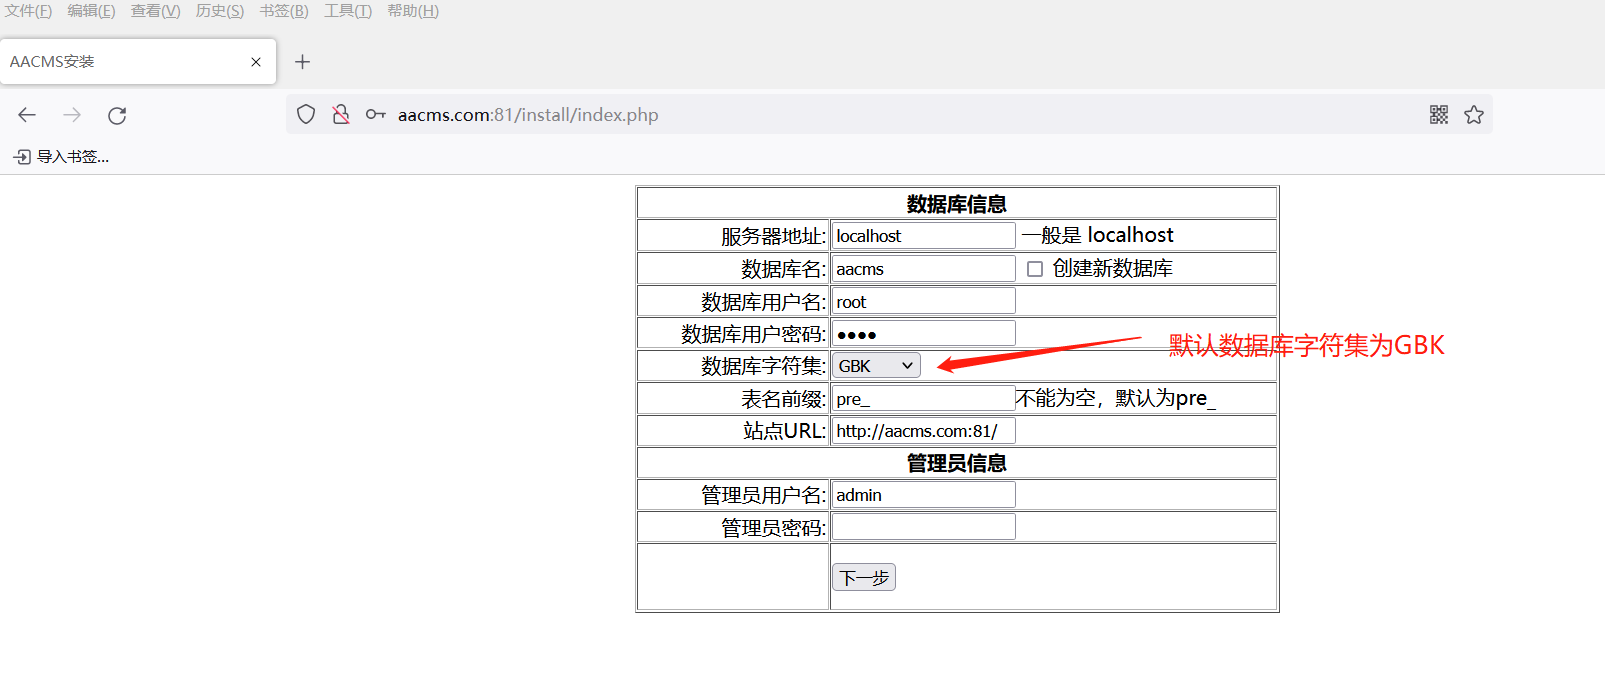 文件(F) 编辑(E) 查看(V) 历史(S) 书签(B) 工具(T) 帮助(H)
AACMS安装
aacms.com:81/install/index.php
导入书签...
数据库信息
服务器地址: localhost 一般是 localhost
数据库名: aacms 创建新数据库
数据库用户名: root
数据库用户密码: ●●●●
数据库字符集: GBK 默认数据库字符集为GBK
表名前缀: pre_ 不能为空，默认为pre_
站点URL: http://aacms.com:81/
管理员信息
管理员用户名: admin
管理员密码:
下一步